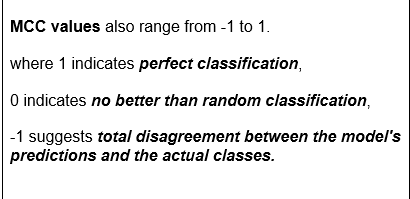 MCC values also range from -1 to 1.
where 1 indicates perfect classification,
0 indicates no better than random classification,
-1 suggests total disagreement between the model's
predictions and the actual classes.